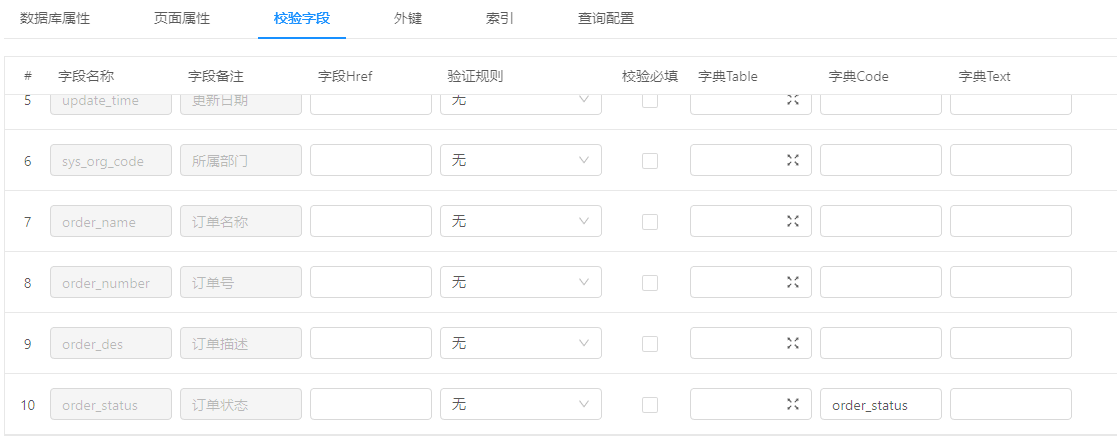 数据库属性 页面属性 校验字段 外键 索引 查询配置
# 字段名称 字段备注 字段Href 验证规则 校验必填 字典Table 字典Code 字典Text
5 update_time 更新日期 无
6 sys_org_code 所属部门 无
7 order_name 订单名称 无
8 order_number 订单号 无
9 order_des 订单描述 无
10 order_status 订单状态 无 order_status